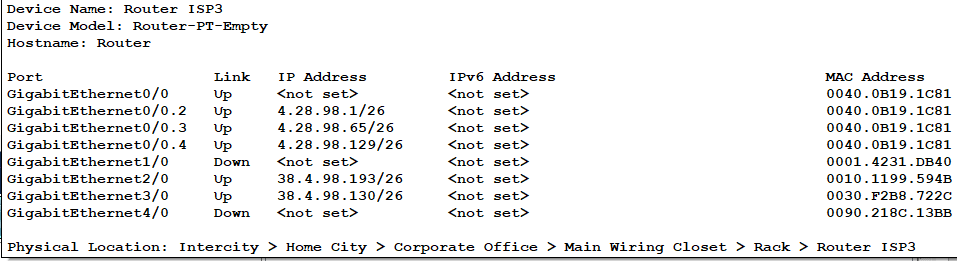 Device Name: Router ISP3
Device Model: Router-PT-Empty
Hostname: Router
Port Link IP Address IPv6 Address MAC Address
GigabitEthernet0/0 Up <not set> <not set> 0040.0B19.1C81
GigabitEthernet0/0.2 Up 4.28.98.1/26 <not set> 0040.0B19.1C81
GigabitEthernet0/0.3 Up 4.28.98.65/26 <not set> 0040.0B19.1C81
GigabitEthernet0/0.4 Up 4.28.98.129/26 <not set> 0040.0B19.1C81
GigabitEthernet1/0 Down <not set> <not set> 0001.4231.DB40
GigabitEthernet2/0 Up 38.4.98.193/26 <not set> 0010.1199.594B
GigabitEthernet3/0 Up 38.4.98.130/26 <not set> 0030.F2B8.722C
GigabitEthernet4/0 Down <not set> <not set> 0090.218C.13BB
Physical Location: Intercity > Home City > Corporate Office > Main Wiring Closet > Rack > Router ISP3